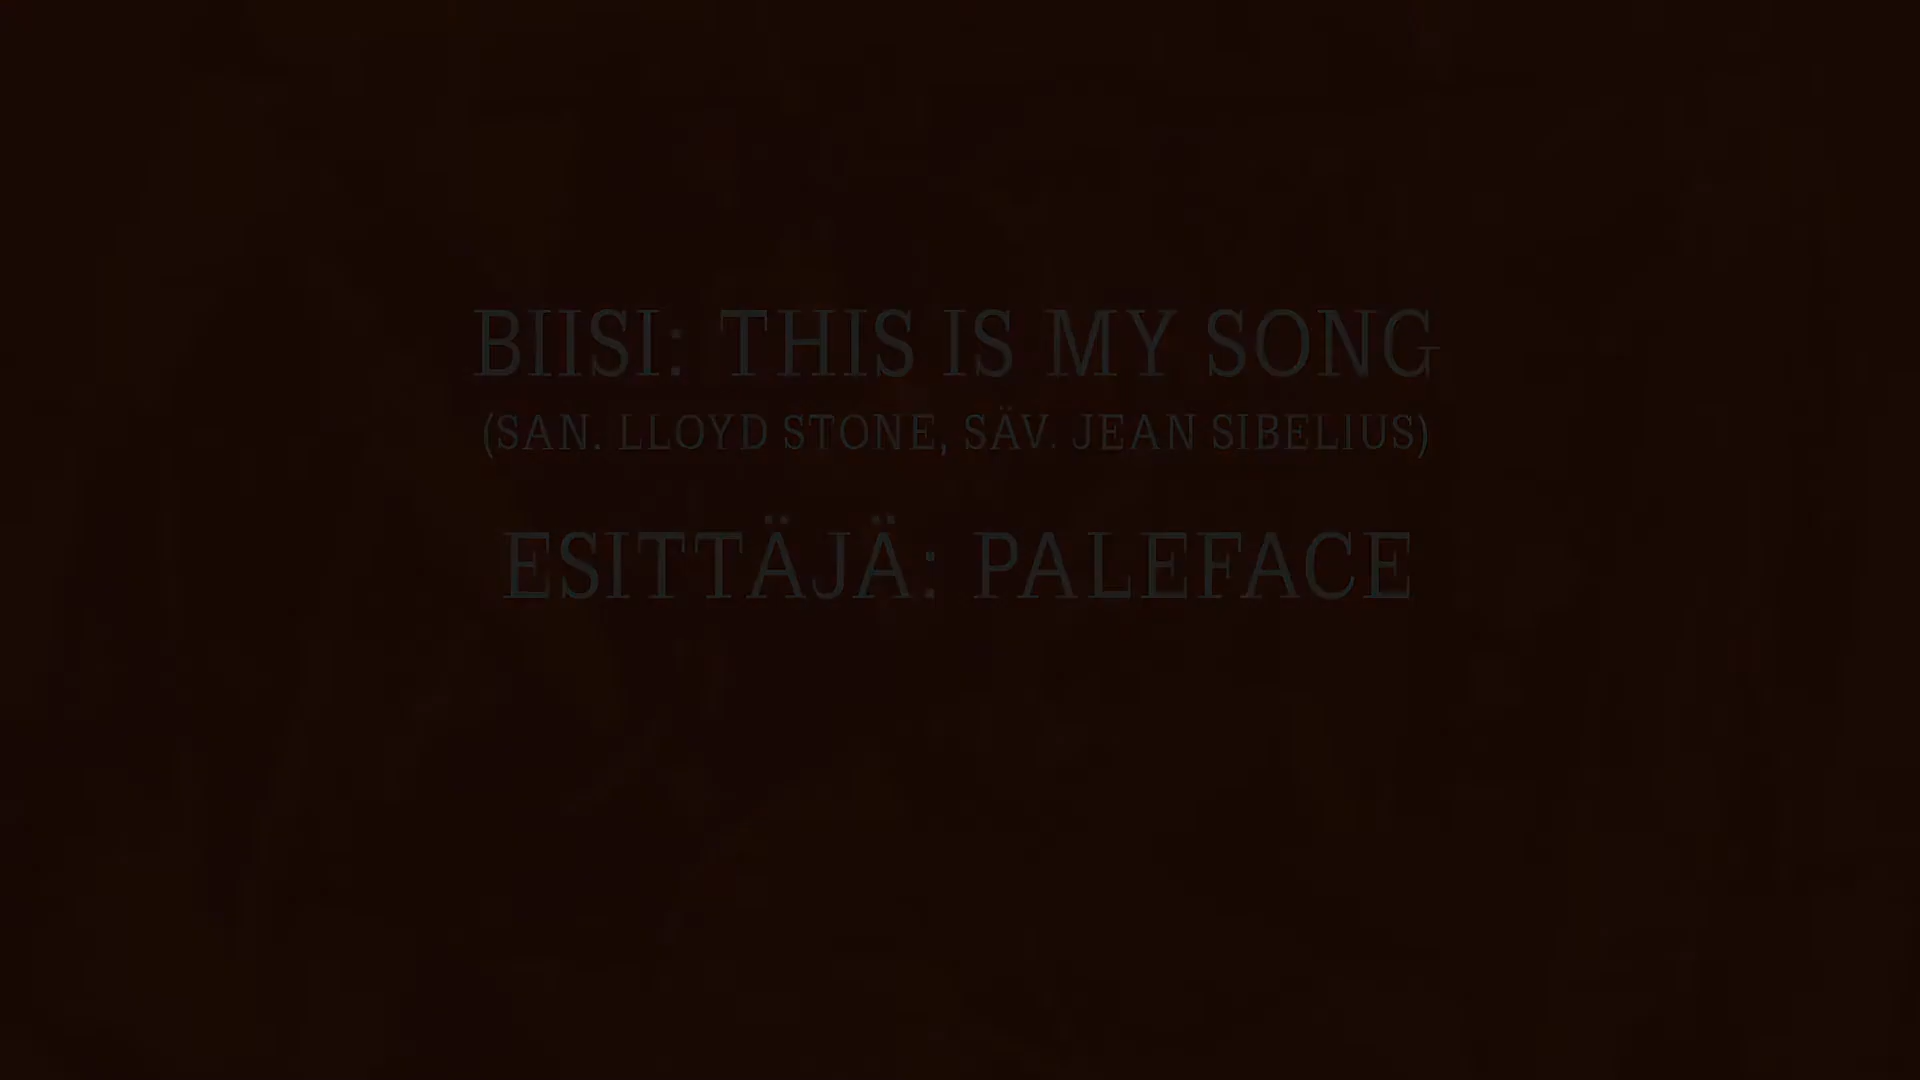 BIISI: THIS IS MY SONG
(SAN. LLOYD STONE, SÄV. JEAN SIBELIUS)
ESITTÄJÄ: PALEFACE